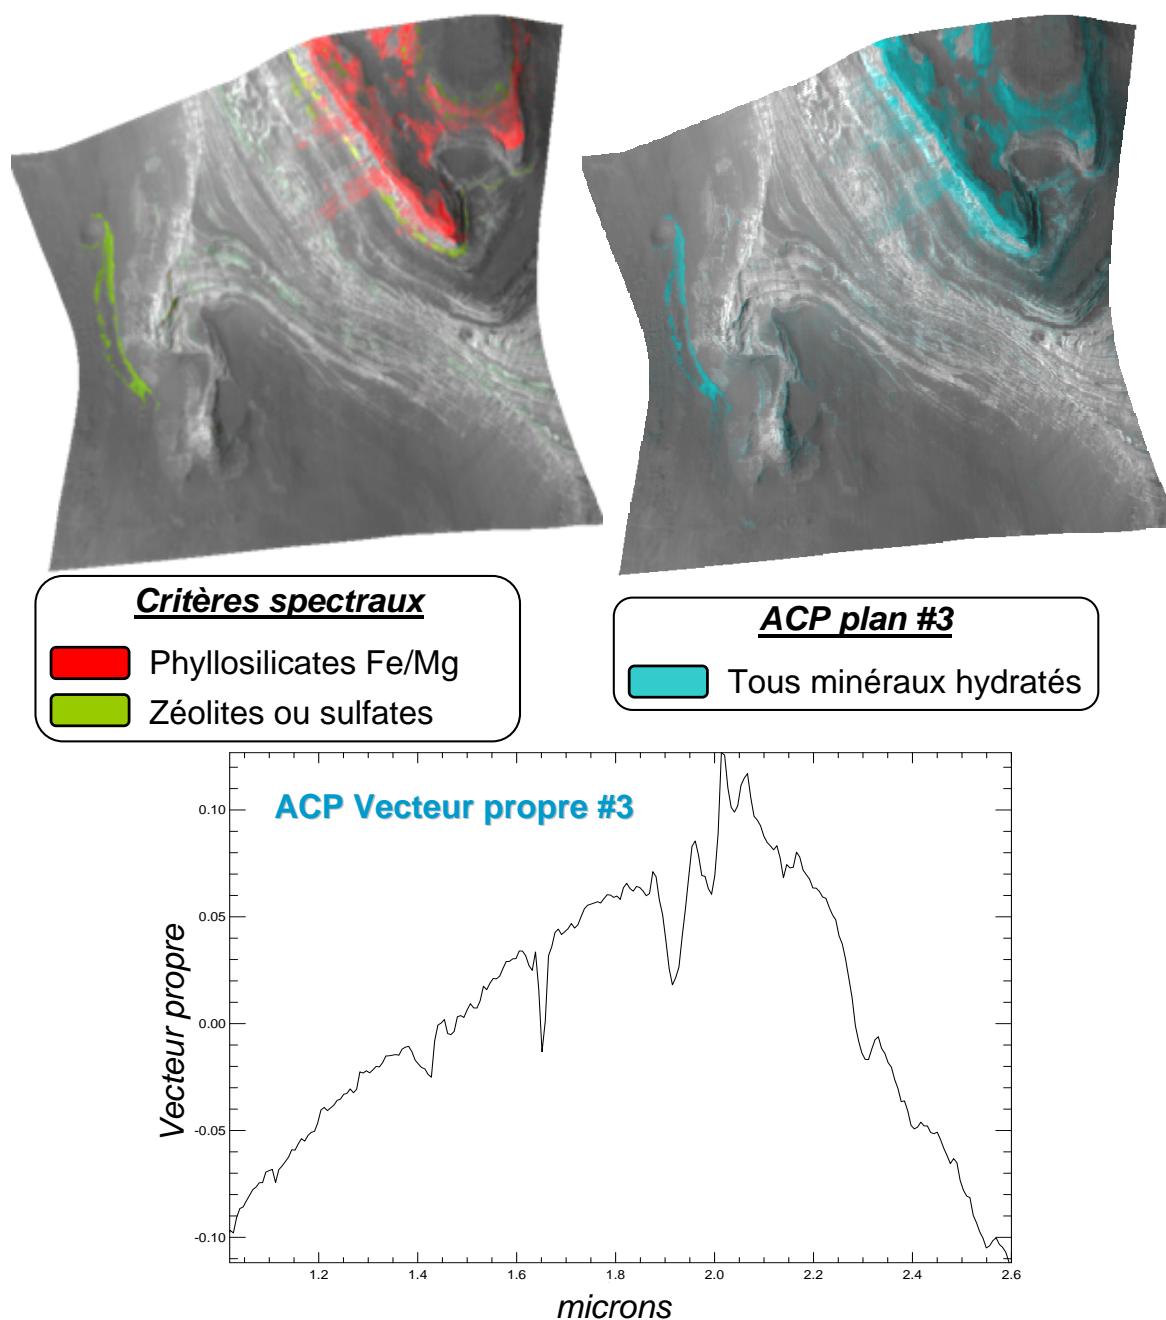 Critères spectraux
Phyllosilicates Fe/Mg
Zéolites ou sulfates
ACP plan #3
Tous minéraux hydratés
ACP Vecteur propre #3
Vecteur propre
0.10
0.05
0.00
-0.05
-0.10
1.2 1.4 1.6 1.8 2.0 2.2 2.4 2.6
microns